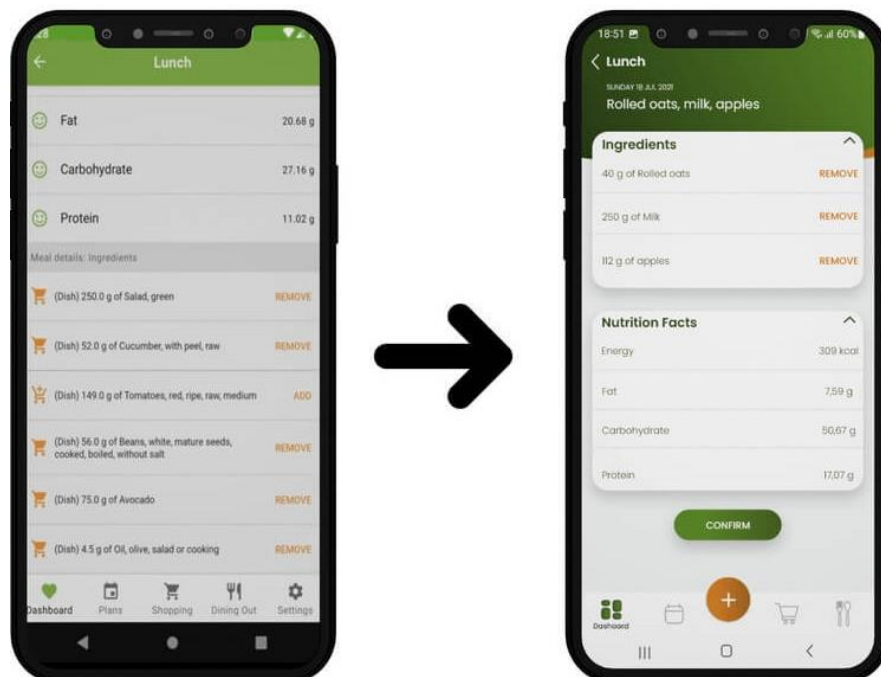 Lunch
Fat
20.68 g
Carbohydrate
27.16 g
Protein
11.02 g
Meal details: Ingredients
(Dish) 250.0 g of Salad, green
REMOVE
(Dish) 52.0 g of Cucumber, with peel, raw
REMOVE
(Dish) 149.0 g of Tomatoes, red, ripe, raw, medium
ADD
(Dish) 56.0 g of Beans, white, mature seeds,
cooked, boiled, without salt
REMOVE
(Dish) 75.0 g of Avocado
REMOVE
(Dish) 4.5 g of Oil, olive, salad or cooking
REMOVE
Dashboard
Plans
Shopping
Dining Out
Settings
18:51
60%
Lunch
SUNDAY 18 JUL 2021
Rolled oats, milk, apples
Ingredients
40 g of Rolled oats
REMOVE
250 g of Milk
REMOVE
112 g of apples
REMOVE
Nutrition Facts
Energy
309 kcal
Fat
7,59 g
Carbohydrate
50,67 g
Protein
17,07 g
CONFIRM
Dashboard